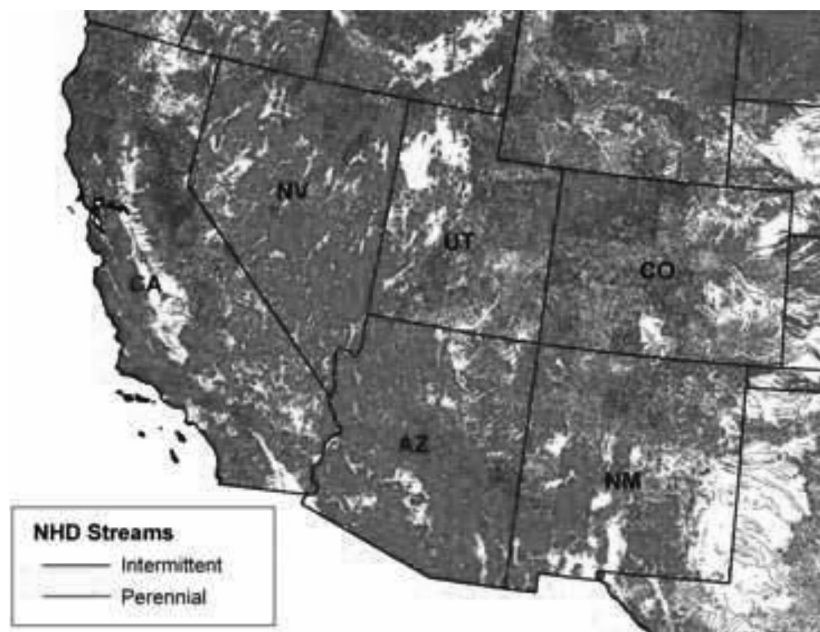 NV
UT
CO
CA
AZ
NM
NHD Streams
Intermittent
Perennial